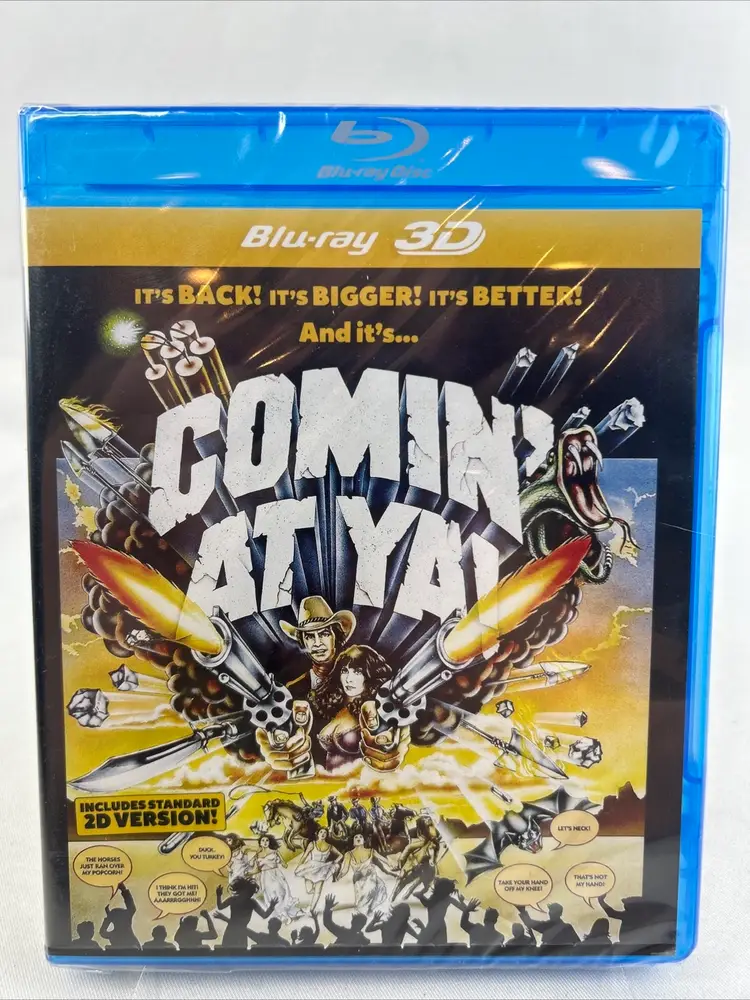 Blu-ray Disc
Blu-ray 3D
IT'S BACK! IT'S BIGGER! IT'S BETTER!
And it's...
COMIN'
AT YA!
INCLUDES STANDARD
2D VERSION!
THE HORSES
JUST RAN OVER
MY POPCORN!
I THINK I'M HIT!
THEY GOT ME!
AAARRRGGHHH!
DUCK,
YOU TURKEY!
LET'S NECK!
TAKE YOUR HAND
OFF MY KNEE!
THAT'S NOT
MY HAND!